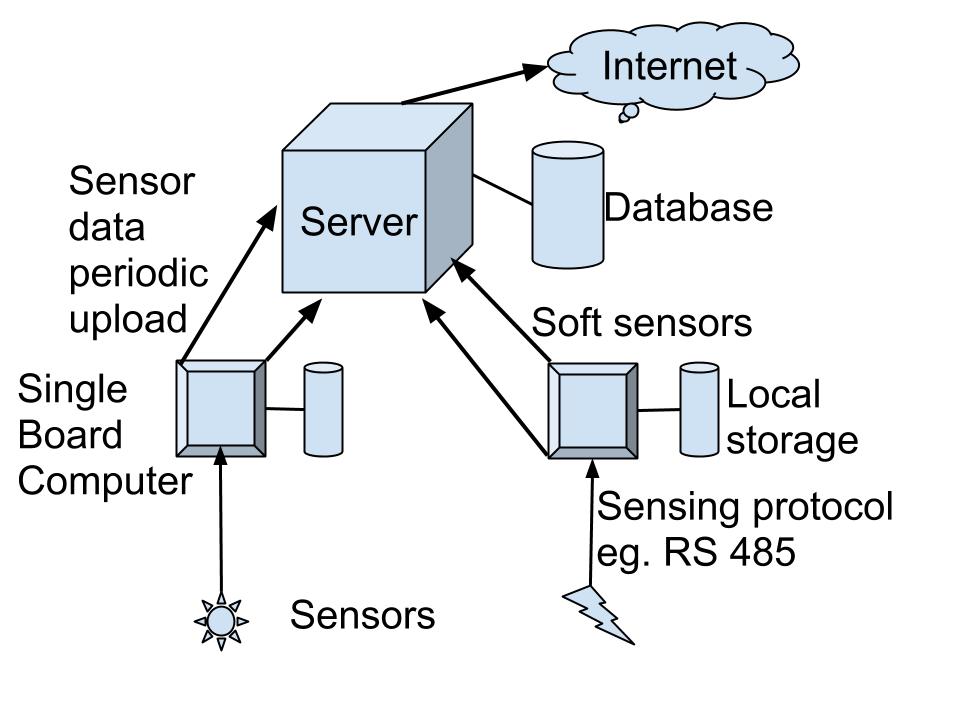 Internet
Sensor
data
periodic
upload
Server
Database
Soft sensors
Single
Board
Computer
Local
storage
Sensing protocol
eg. RS 485
Sensors